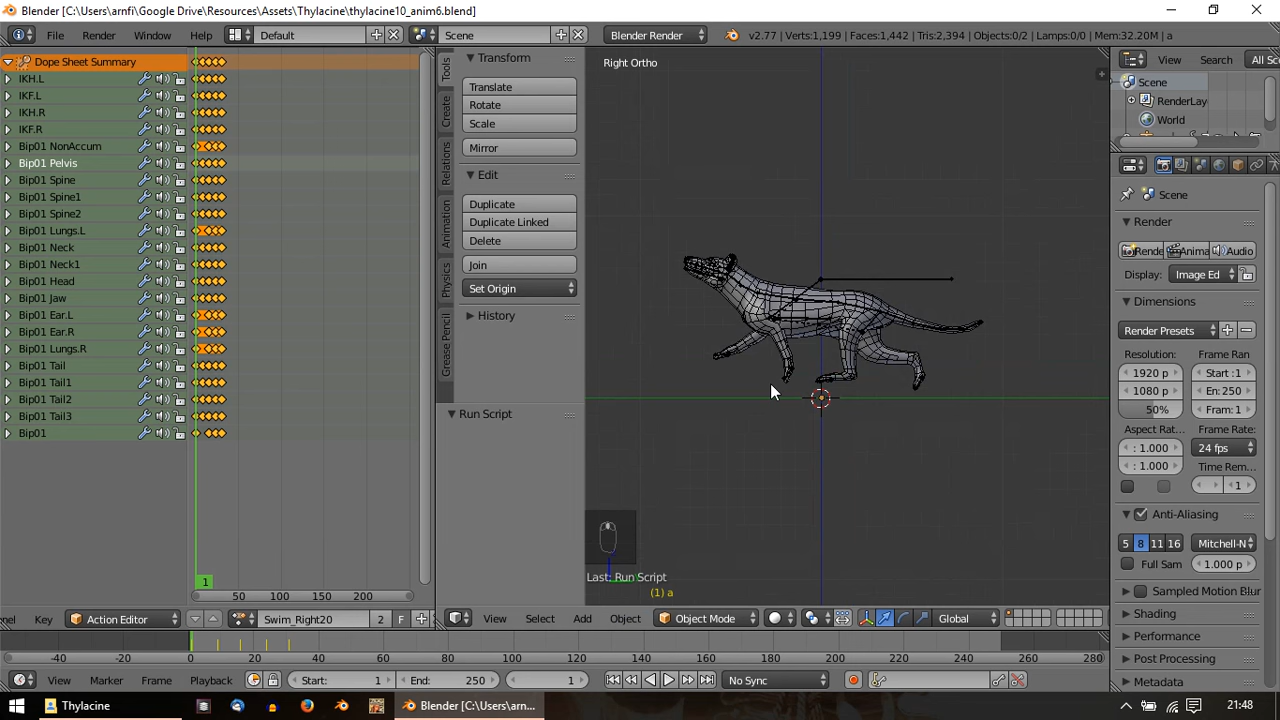 Blender [C:\Users\arnfi\Google Drive\Resources\Assets\Thylacine\thylacine10_anim6.blend]
File Render Window Help Default Scene Blender Render v2.77 | Verts:1,199 | Faces:1,442 | Tris:2,394 | Objects:0/2 | Lamps:0/0 | Mem:32.20M | a
Dope Sheet Summary
IKH.L
IKF.L
IKH.R
IKF.R
Bip01 NonAccum
Bip01 Pelvis
Bip01 Spine
Bip01 Spine1
Bip01 Spine2
Bip01 Lungs.L
Bip01 Neck
Bip01 Neck1
Bip01 Head
Bip01 Jaw
Bip01 Ear.L
Bip01 Ear.R
Bip01 Lungs.R
Bip01 Tail
Bip01 Tail1
Bip01 Tail2
Bip01 Tail3
Bip01
1
50 100 150 200
Key Action Editor Swim_Right20 2 F
Tools
Create
Relations
Animation
Physics
Grease Pencil
Transform
Translate
Rotate
Scale
Mirror
Edit
Duplicate
Duplicate Linked
Delete
Join
Set Origin
History
Run Script
Right Ortho
Last: Run Script
(1) a
View Select Add Object Object Mode Global
View Search All Sc
Scene
RenderLay
World
Scene
Render
Rende Anima Audio
Display: Image Ed
Dimensions
Render Presets
Resolution: Frame Ran
1920 p Start :1
1080 p En: 250
50% Fram: 1
Aspect Rat... Frame Rate:
: 1.000 24 fps
: 1.000 Time Rem...
1
Anti-Aliasing
5 8 11 16 Mitchell-N
Full Sam 1.000 p
Sampled Motion Blur
Shading
Performance
Post Processing
Metadata
-40 -20 0 20 40 60 80 100 120 140 160 180 200 220 240 260 280
View Marker Frame Playback Start: 1 End: 250 1 No Sync
Thylacine Blender [C:\Users\arn... 21:48